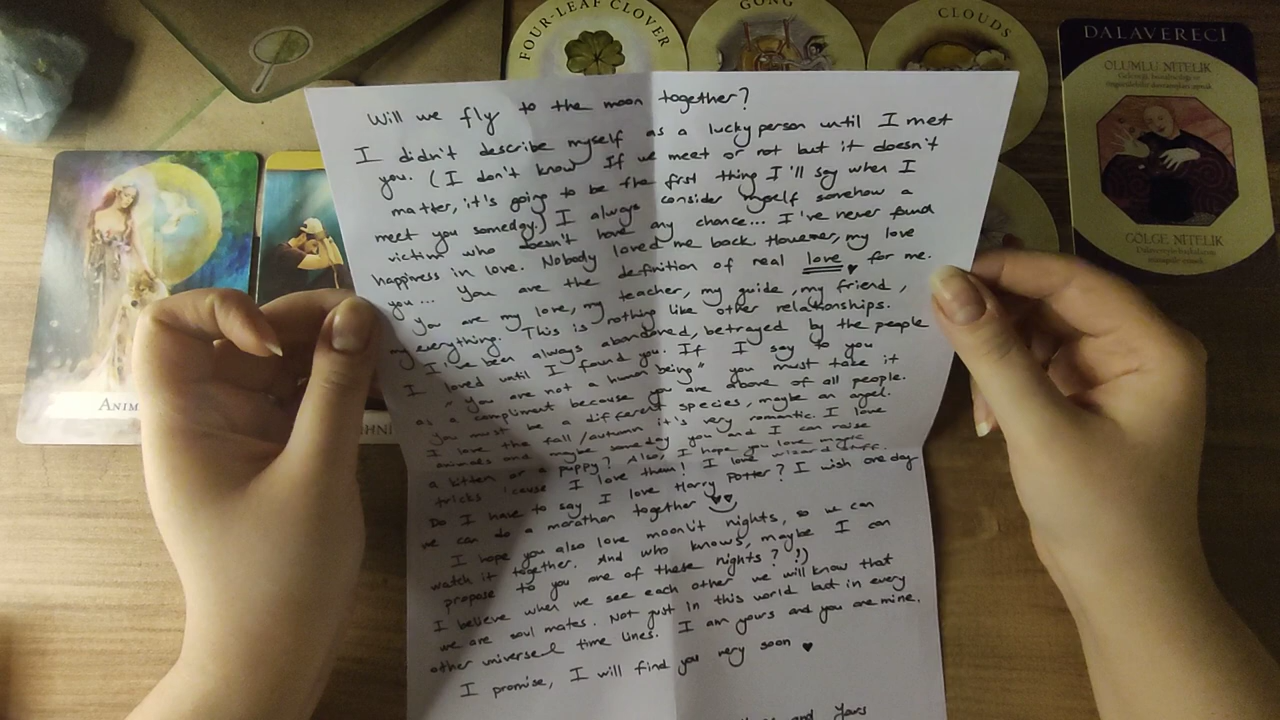 FOUR-LEAF CLOVER
GONG
CLOUDS
DALAVERECİ
OLUMLU NİTELİK
GÖLGE NİTELİK
ANIM
Will we fly to the moon together?
I didn't describe myself as a lucky person until I met
you. (I don't know If we meet or not but it doesn't
matter, it's going to be the first thing I'll say when I
meet you someday.) I always consider myself somehow a
victim who doesn't have any chance... I've never found
happiness in love. Nobody loved me back. However, my love
you... You are the definition of real love ♥ for me.
You are my love, my teacher, my guide, my friend,
my everything. This is nothing like other relationships.
I've been always abandoned, betrayed by the people
I loved until I found you. If I say to you
"You are not a human being" you must take it
as a compliment because you are above of all people.
You must be a different species, maybe an angel.
I love the fall/autumn it's very romantic. I love
animals and maybe someday you and I can raise
a kitten or a puppy? Also, I hope you love magic
tricks 'cause I love them! I love wizard stuff.
Do I have to say I love Harry Potter? I wish one day
we can do a marathon together
I hope you also love moonlit nights, so we can
watch it together. And who knows, maybe I can
propose to you one of these nights? :)
I believe when we see each other we will know that
we are soul mates. Not just in this world but in every
other universal time lines. I am yours and you are mine.
I promise, I will find you very soon ♥
and Yours